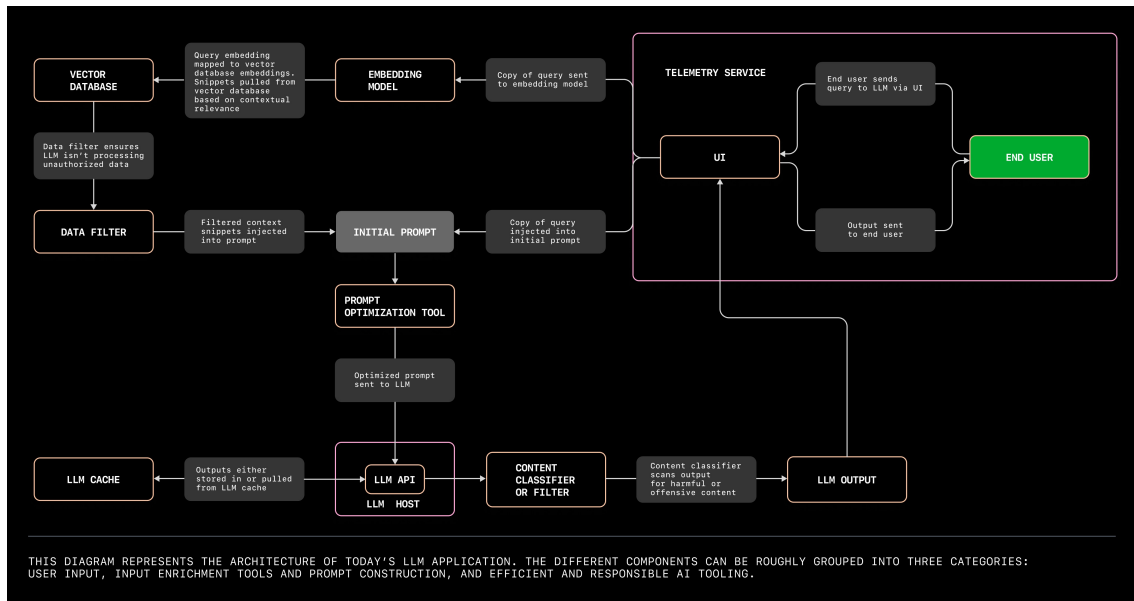 VECTOR
DATABASE
Query embedding
mapped to vector
database embeddings.
Snippets pulled from
vector database
based on contextual
relevance
EMBEDDING
MODEL
Copy of query sent
to embedding model
TELEMETRY SERVICE
End user sends
query to LLM via UI
UI
END USER
Output sent
to end user
Data filter ensures
LLM isn't processing
unauthorized data
DATA FILTER
Filtered context
snippets injected
into prompt
INITIAL PROMPT
Copy of query
injected into
initial prompt
PROMPT
OPTIMIZATION TOOL
Optimized prompt
sent to LLM
LLM CACHE
Outputs either
stored in or pulled
from LLM cache
LLM API
LLM HOST
CONTENT
CLASSIFIER
OR FILTER
Content classifier
scans output
for harmful or
offensive content
LLM OUTPUT
THIS DIAGRAM REPRESENTS THE ARCHITECTURE OF TODAY'S LLM APPLICATION. THE DIFFERENT COMPONENTS CAN BE ROUGHLY GROUPED INTO THREE CATEGORIES:
USER INPUT, INPUT ENRICHMENT TOOLS AND PROMPT CONSTRUCTION, AND EFFICIENT AND RESPONSIBLE AI TOOLING.